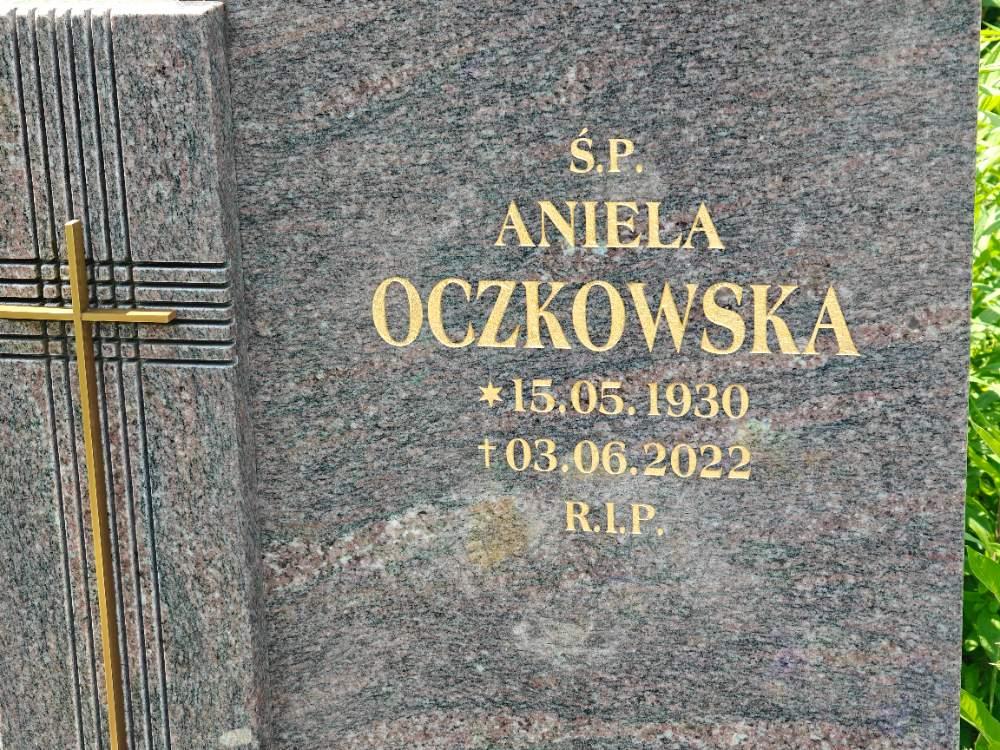 Ś.P.
ANIELA
OCZKOWSKA
✶15.05.1930
†03.06.2022
R.I.P.